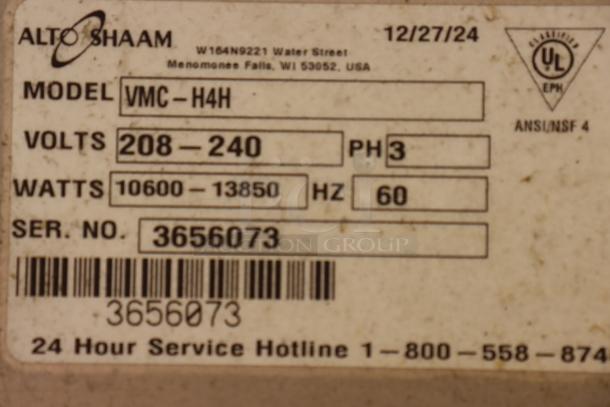 ALTO SHAAM 12/27/24
W164N9221 Water Street
Menomonee Falls, WI 53052, USA
CLASSIFIED
UL
EPH
ANSI/NSF 4
MODEL VMC-H4H
VOLTS 208-240 PH 3
WATTS 10600-13850 HZ 60
SER. NO. 3656073
GROUP
3656073
24 Hour Service Hotline 1-800-558-874